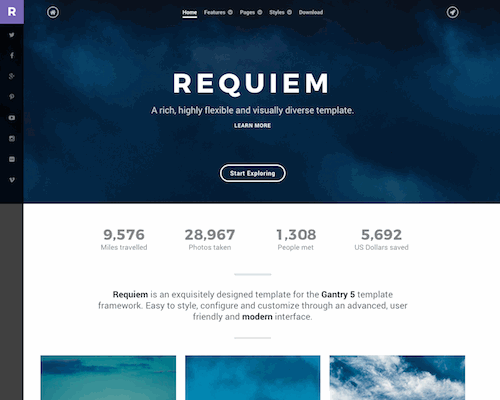 R
Home Features Pages Styles Download
REQUIEM
A rich, highly flexible and visually diverse template.
LEARN MORE
Start Exploring
9,576 28,967 1,308 5,692
Miles travelled Photos taken People met US Dollars saved
Requiem is an exquisitely designed template for the Gantry 5 template
framework. Easy to style, configure and customize through an advanced, user
friendly and modern interface.